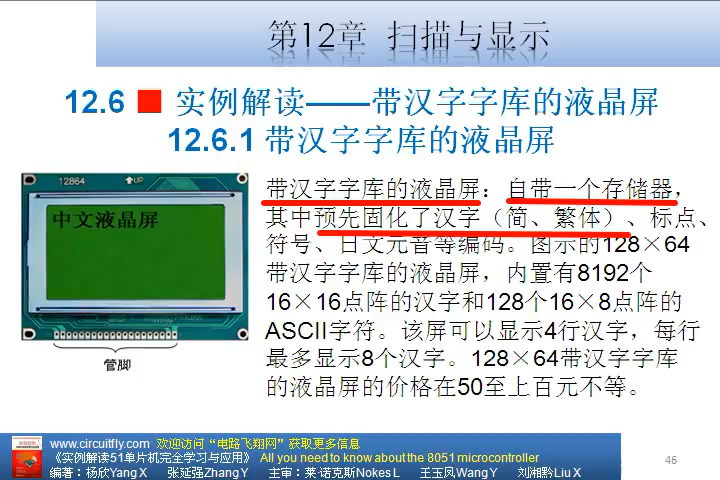 第12章 扫描与显示
12.6 ■ 实例解读——带汉字字库的液晶屏
12.6.1 带汉字字库的液晶屏
12864 UP
中文液晶屏
管脚
带汉字字库的液晶屏：自带一个存储器，
其中预先固化了汉字（简、繁体）、标点、
符号、日文元音等编码。图示的128×64
带汉字字库的液晶屏，内置有8192个
16×16点阵的汉字和128个16×8点阵的
ASCII字符。该屏可以显示4行汉字，每行
最多显示8个汉字。128×64带汉字字库
的液晶屏的价格在50至上百元不等。
www.circuitfly.com 欢迎访问“电路飞翔网”获取更多信息
《实例解读51单片机完全学习与应用》 All you need to know about the 8051 microcontroller
编著：杨欣Yang X 张延强Zhang Y 主审：莱·诺克斯Nokes L 王玉凤Wang Y 刘湘黔Liu X
46